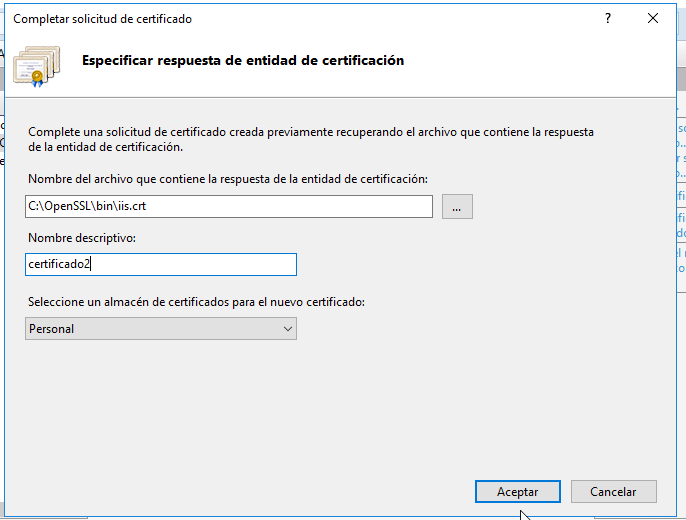 Completar solicitud de certificado
?
Especificar respuesta de entidad de certificación
Complete una solicitud de certificado creada previamente recuperando el archivo que contiene la respuesta
de la entidad de certificación.
Nombre del archivo que contiene la respuesta de la entidad de certificación:
C:\OpenSSL\bin\iis.crt
...
Nombre descriptivo:
certificado2
Seleccione un almacén de certificados para el nuevo certificado:
Personal
Aceptar
Cancelar